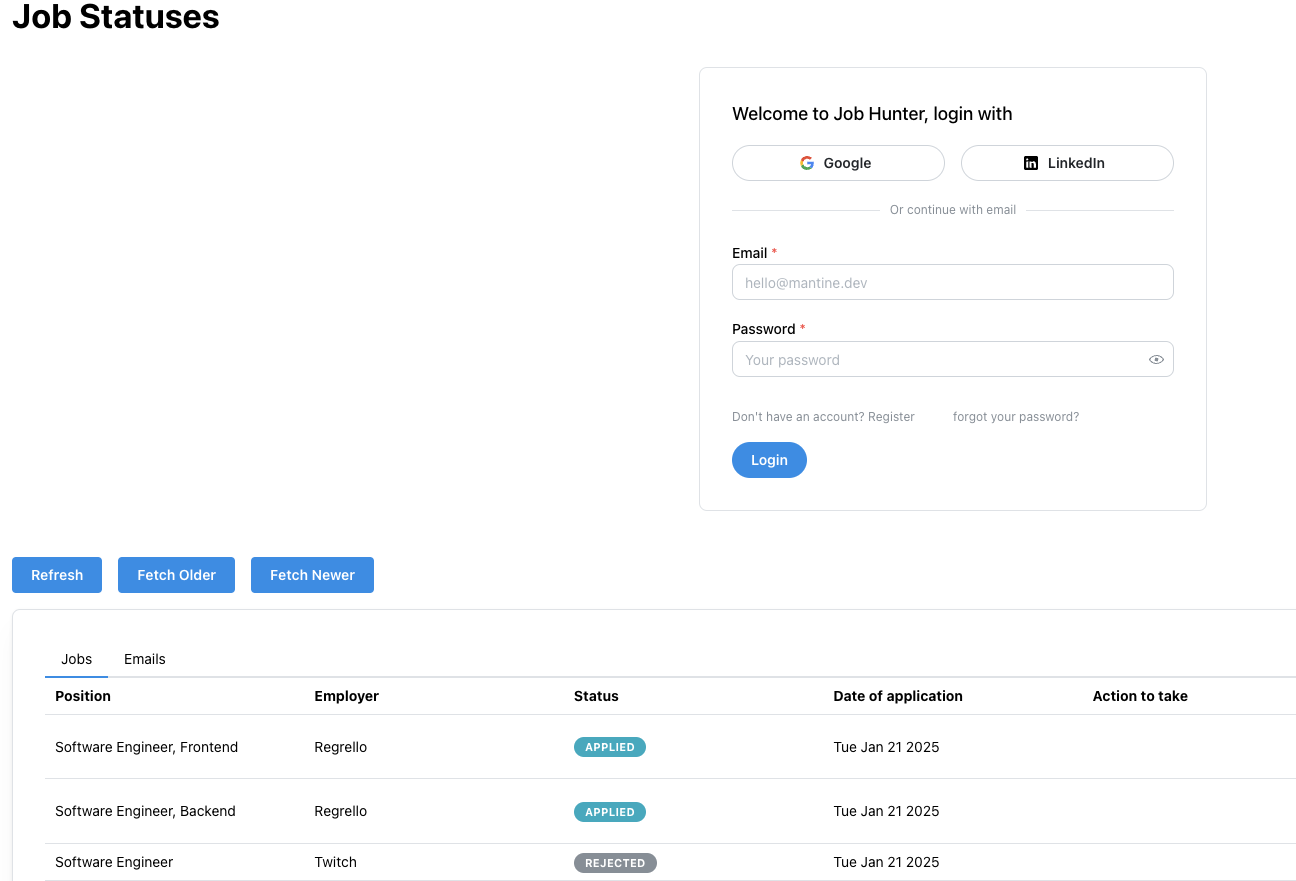 Job Statuses
Welcome to Job Hunter, login with
Google LinkedIn
Or continue with email
Email *
hello@mantine.dev
Password *
Your password
Don't have an account? Register forgot your password?
Login
Refresh Fetch Older Fetch Newer
Jobs Emails
Position Employer Status Date of application Action to take
Software Engineer, Frontend Regrello APPLIED Tue Jan 21 2025
Software Engineer, Backend Regrello APPLIED Tue Jan 21 2025
Software Engineer Twitch REJECTED Tue Jan 21 2025